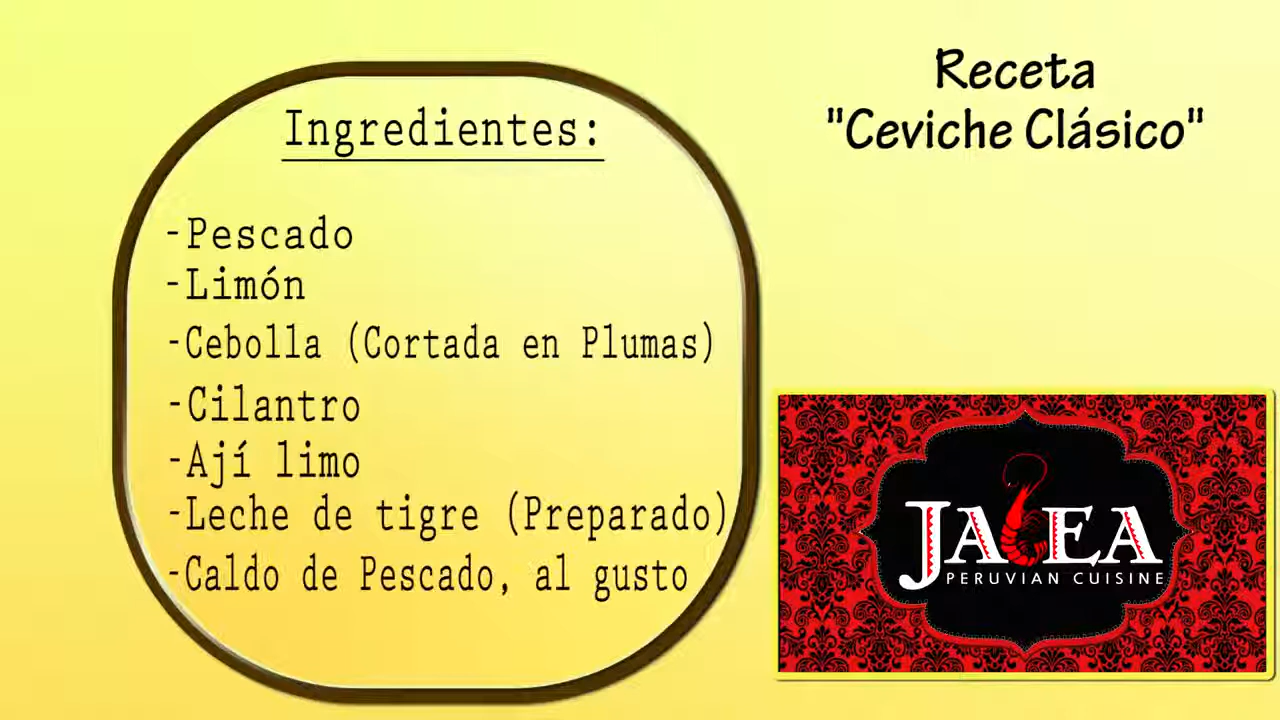 Receta
"Ceviche Clásico"
Ingredientes:
-Pescado
-Limón
-Cebolla (Cortada en Plumas)
-Cilantro
-Ají limo
-Leche de tigre (Preparado)
-Caldo de Pescado, al gusto
JALEA
PERUVIAN CUISINE